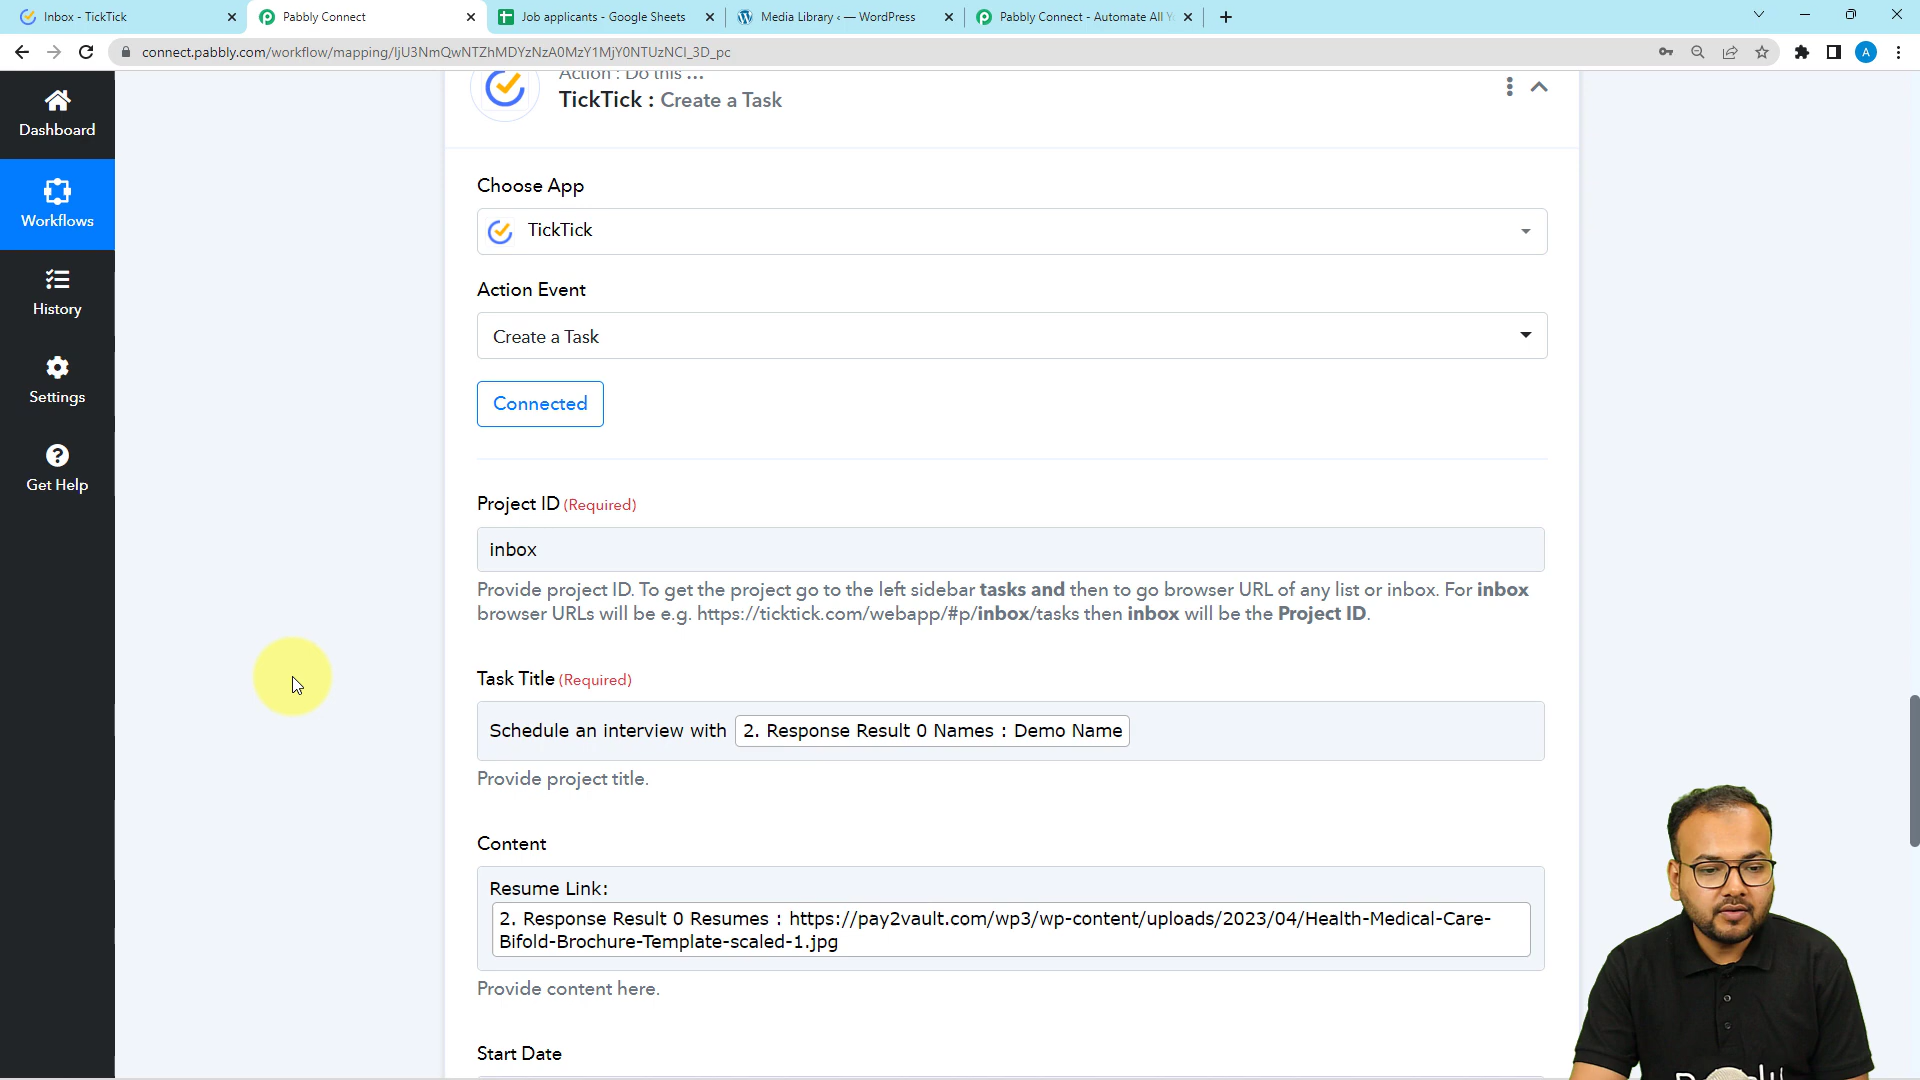 Inbox - TickTick
Pabbly Connect
Job applicants - Google Sheets
Media Library ‹ — WordPress
Pabbly Connect - Automate All Y
connect.pabbly.com/workflow/mapping/IjU3NmQwNTZhMDYzNzA0MzY1MjY0NTUzNCI_3D_pc
A
Dashboard
Workflows
History
Settings
Get Help
Action : Do this ...
TickTick : Create a Task
Choose App
TickTick
Action Event
Create a Task
Connected
Project ID (Required)
inbox
Provide project ID. To get the project go to the left sidebar tasks and then to go browser URL of any list or inbox. For inbox
browser URLs will be e.g. https://ticktick.com/webapp/#p/inbox/tasks then inbox will be the Project ID.
Task Title (Required)
Schedule an interview with 2. Response Result 0 Names : Demo Name
Provide project title.
Content
Resume Link:
2. Response Result 0 Resumes : https://pay2vault.com/wp3/wp-content/uploads/2023/04/Health-Medical-Care-
Bifold-Brochure-Template-scaled-1.jpg
Provide content here.
Start Date